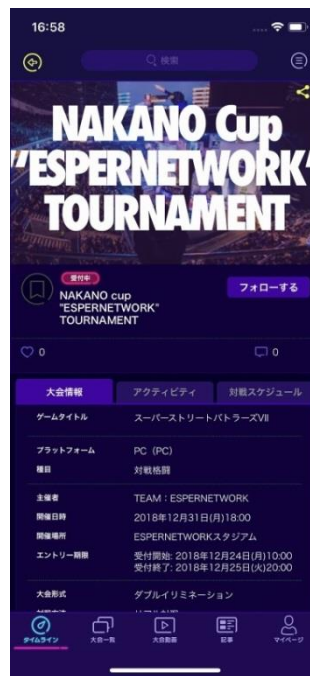 16:58
検索
NAKANO Cup
"ESPERNETWORK"
TOURNAMENT
受付中
NAKANO cup
"ESPERNETWORK"
TOURNAMENT
フォローする
0
0
大会情報
アクティビティ
対戦スケジュール
ゲームタイトル
スーパーストリートバトラーズVII
プラットフォーム
PC（PC）
種目
対戦格闘
主催者
TEAM：ESPERNETWORK
開催日時
2018年12月31日(月)18:00
開催場所
ESPERNETWORKスタジアム
エントリー期限
受付開始: 2018年12月24日(月)10:00
受付終了: 2018年12月25日(火)20:00
大会形式
ダブルイリミネーション
タイムライン
大会一覧
大会動画
記事
マイページ